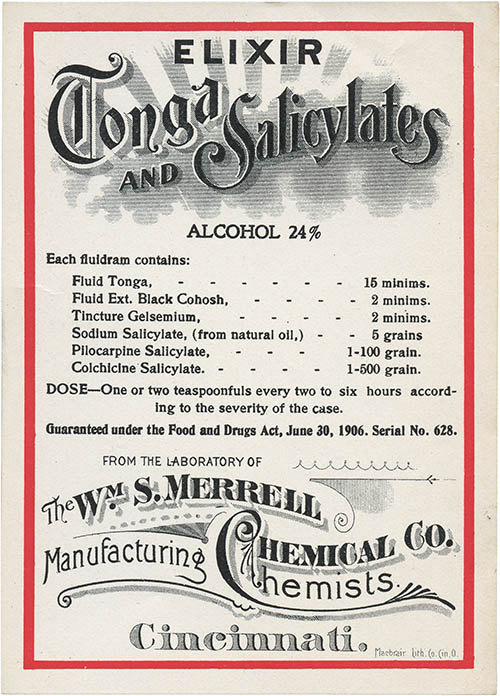 ELIXIR
Tonga
AND Salicylates
ALCOHOL 24%
Each fluidram contains:
Fluid Tonga, - - - - - - 15 minims.
Fluid Ext. Black Cohosh, - - - - 2 minims.
Tincture Gelsemium, - - - - 2 minims.
Sodium Salicylate, (from natural oil,) - - 5 grains
Pilocarpine Salicylate, - - - - 1-100 grain.
Colchicine Salicylate. - - - - 1-500 grain.
DOSE—One or two teaspoonfuls every two to six hours accord-
ing to the severity of the case.
Guaranteed under the Food and Drugs Act, June 30, 1906. Serial No. 628.
FROM THE LABORATORY OF
The Wm S. MERRELL
CHEMICAL CO.
Manufacturing Chemists.
Cincinnati.
Macbrair Lith. Co. Cin, O.